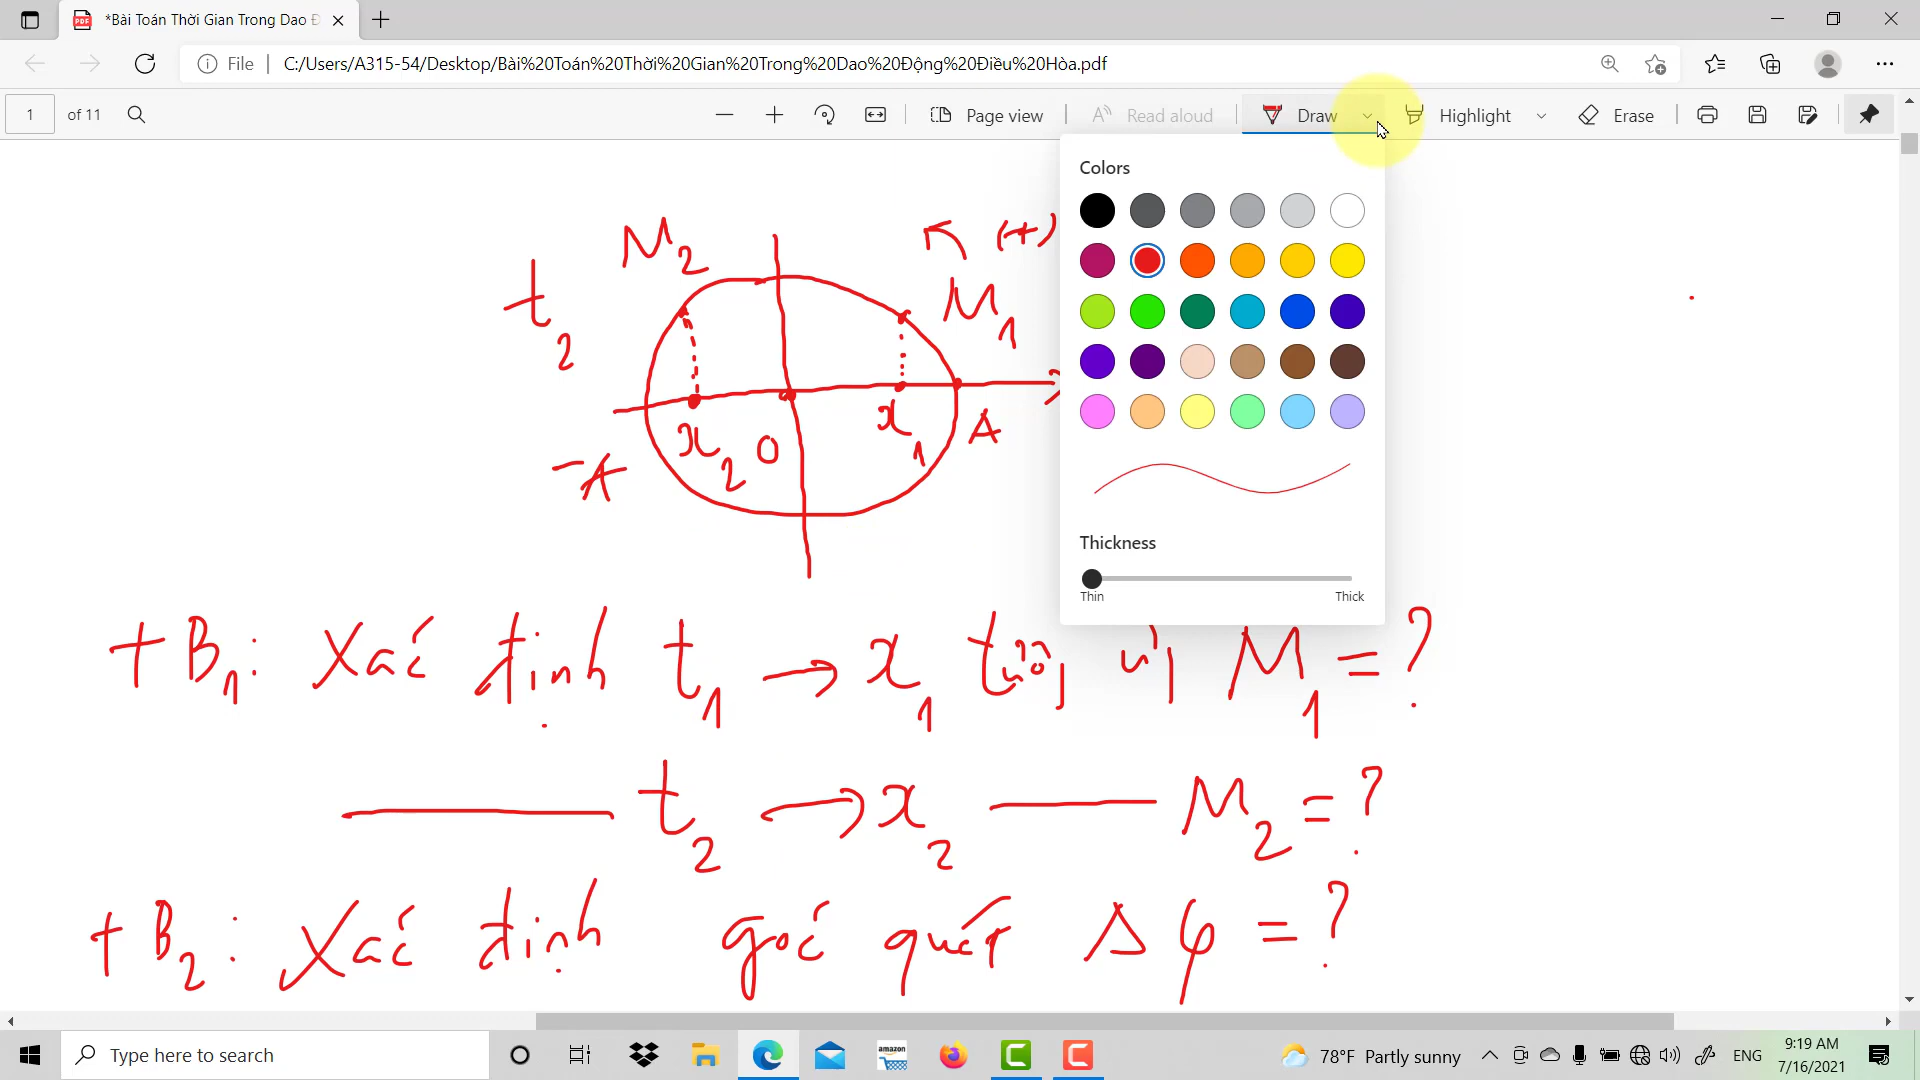 *Bài Toán Thời Gian Trong Dao Đ
File C:/Users/A315-54/Desktop/Bài%20Toán%20Thời%20Gian%20Trong%20Dao%20Động%20Điều%20Hòa.pdf
1 of 11 Page view Read aloud Draw Highlight Erase
Colors
Thickness
Thin Thick
M2 (+)
t2 M1
x2 O x1 A
-A
+ B1: Xác định t1 → x1 tương ứng M1 = ?
t2 → x2 M2 = ?
+ B2: Xác định góc quét Δφ = ?
Type here to search
amazon
78°F Partly sunny ENG 9:19 AM
7/16/2021